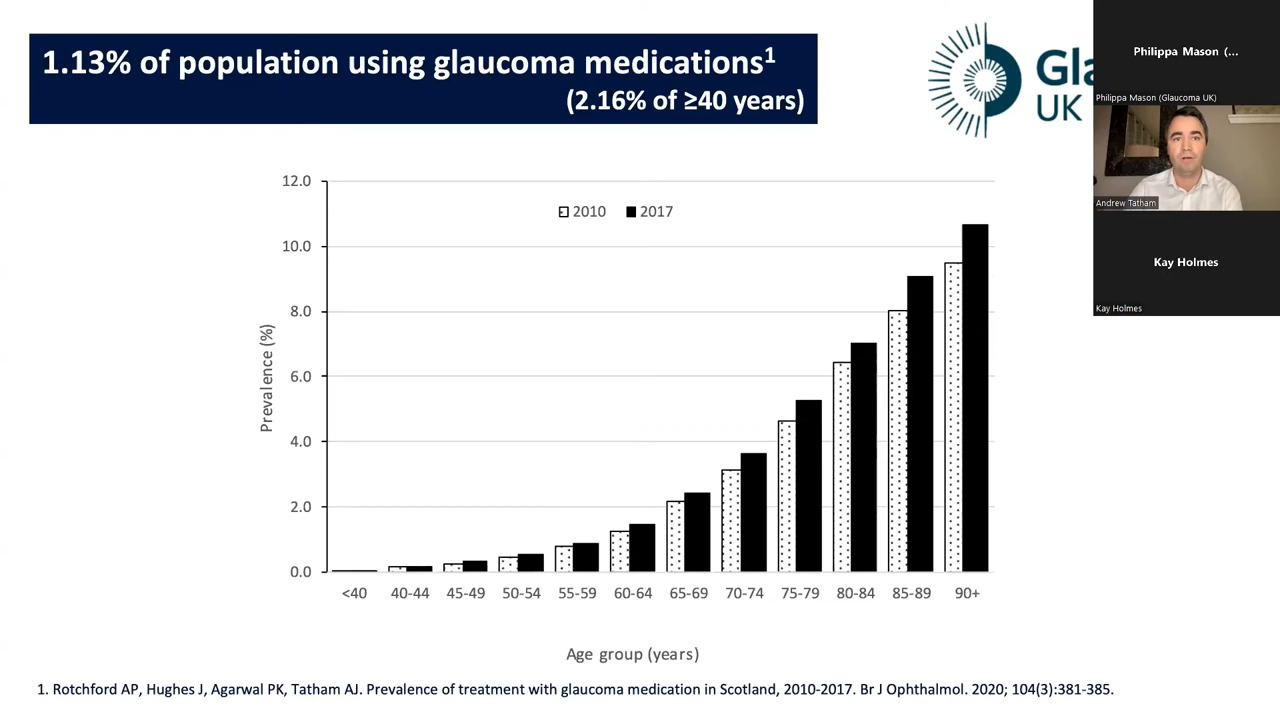 1.13% of population using glaucoma medications1
(2.16% of ≥40 years)
Gla
UK
Philippa Mason (...
Philippa Mason (Glaucoma UK)
Andrew Tatham
Kay Holmes
Kay Holmes
12.0
10.0
8.0
6.0
4.0
2.0
0.0
Prevalence (%)
2010 2017
<40 40-44 45-49 50-54 55-59 60-64 65-69 70-74 75-79 80-84 85-89 90+
Age group (years)
1. Rotchford AP, Hughes J, Agarwal PK, Tatham AJ. Prevalence of treatment with glaucoma medication in Scotland, 2010-2017. Br J Ophthalmol. 2020; 104(3):381-385.